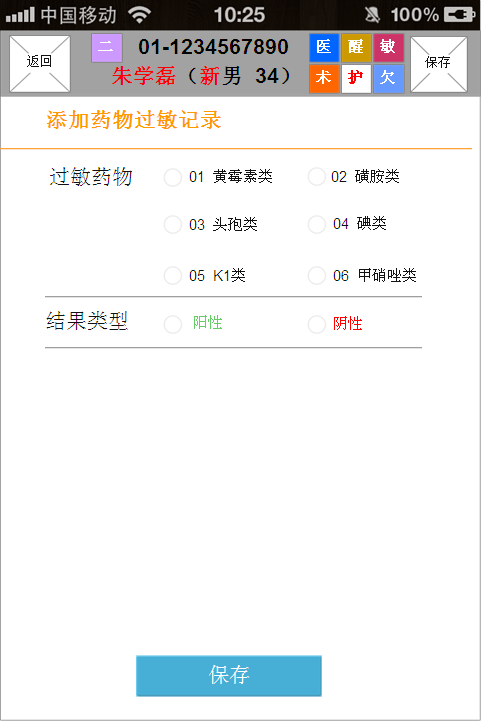 中国移动 10:25 100%
返回 二 01-1234567890 医 醒 敏 保存
朱学磊（新男 34） 术 护 欠
添加药物过敏记录
过敏药物 01 黄霉素类 02 磺胺类
03 头孢类 04 碘类
05 K1类 06 甲硝唑类
结果类型 阳性 阴性
保存